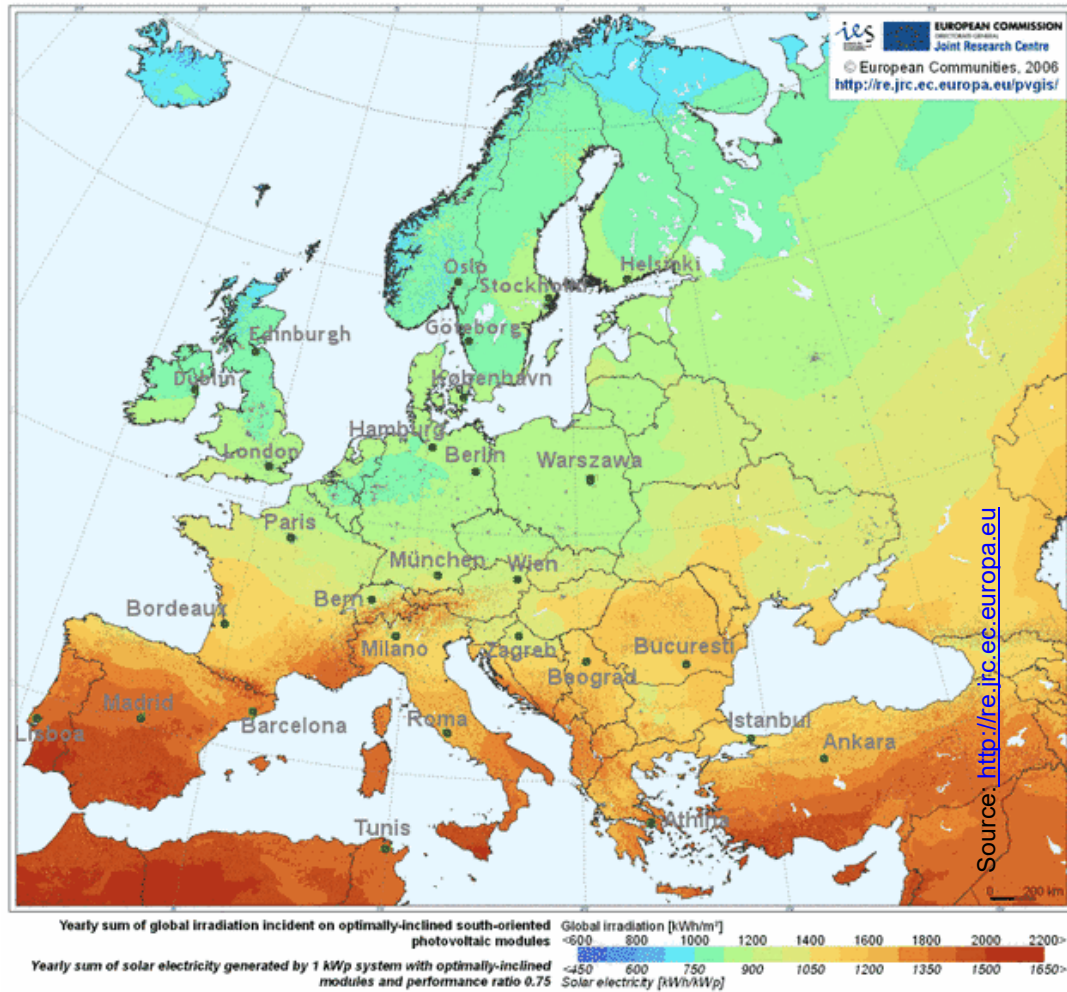 ies
EUROPEAN COMMISSION
DIRECTORATE-GENERAL
Joint Research Centre
© European Communities, 2006
http://re.jrc.ec.europa.eu/pvgis/
Oslo
Helsinki
Stockholm
Edinburgh
Göteborg
Dublin
København
Hamburg
London
Berlin
Warszawa
Paris
München
Wien
Bern
Bordeaux
Milano
Zagreb
Bucuresti
Beograd
Madrid
Lisboa
Barcelona
Roma
Istanbul
Ankara
Tunis
Athina
Source: http://re.jrc.ec.europa.eu
0 200 km
Yearly sum of global irradiation incident on optimally-inclined south-oriented
photovoltaic modules
Global irradiation [kWh/m²]
<600 800 1000 1200 1400 1600 1800 2000 2200>
Yearly sum of solar electricity generated by 1 kWp system with optimally-inclined
modules and performance ratio 0.75
<450 600 750 900 1050 1200 1350 1500 1650>
Solar electricity [kWh/kWp]